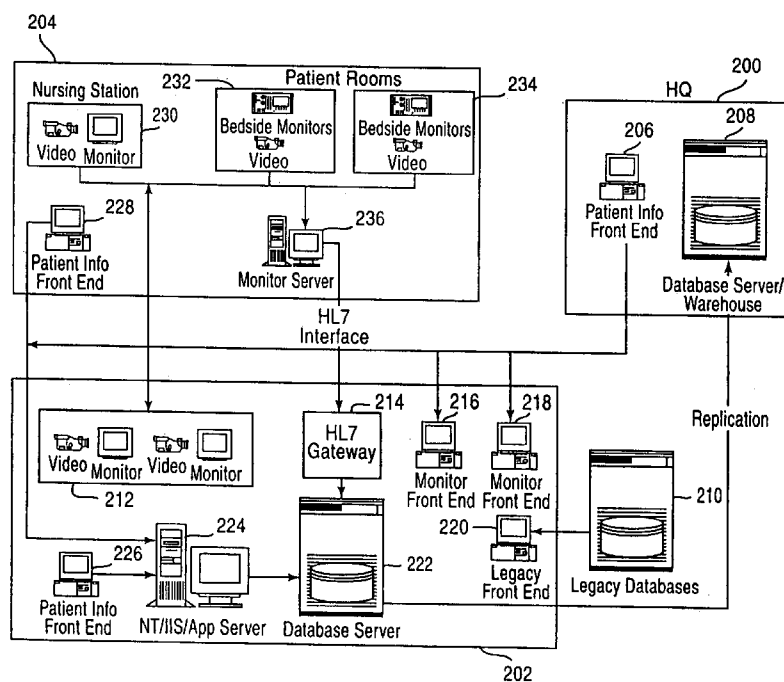 204
200
Nursing Station
232
Patient Rooms
234
HQ
230
Video Monitor
Bedside Monitors
Video
Bedside Monitors
Video
206
208
228
Patient Info
Front End
236
Monitor Server
Patient Info
Front End
Database Server/
Warehouse
HL7
Interface
Replication
214
HL7
Gateway
216
Monitor
Front End
218
Monitor
Front End
Video Monitor Video Monitor
212
210
Legacy Databases
220
Legacy
Front End
224
222
226
Patient Info
Front End
NT/IIS/App Server
Database Server
202